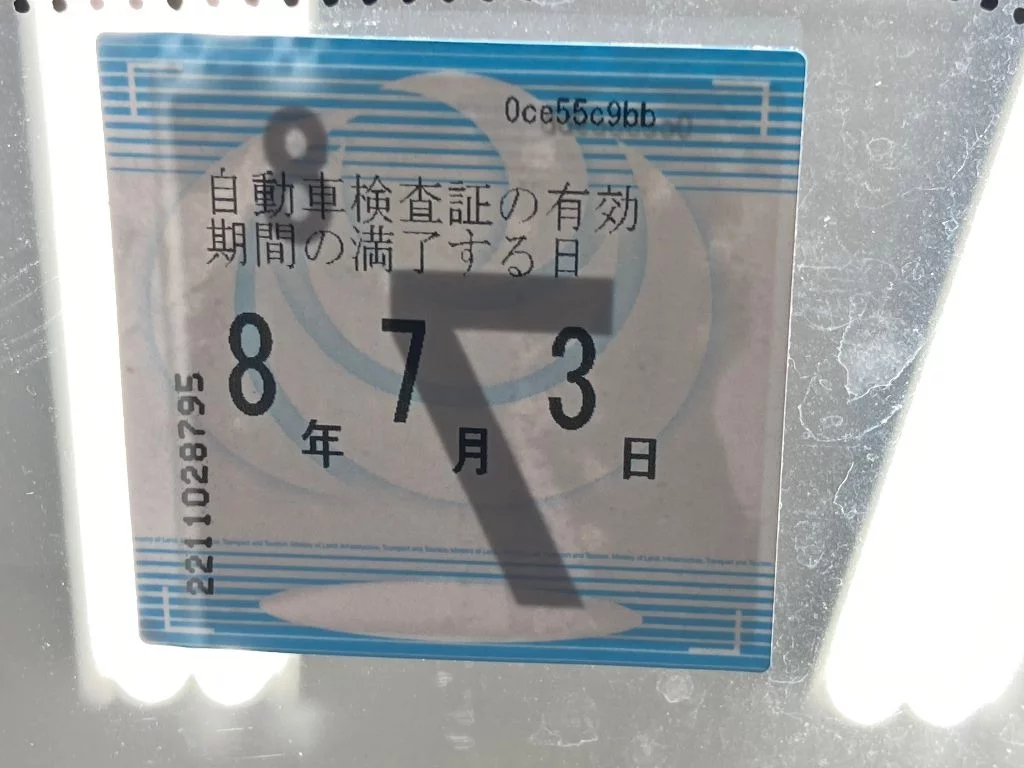 0ce55c9bb
自動車検査証の有効
期間の満了する日
8年 7月 3日
2211028795